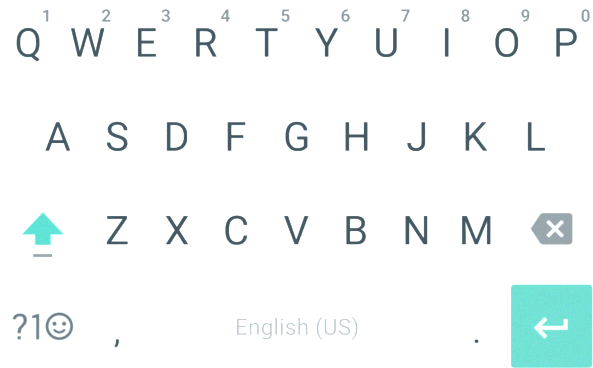 1 2 3 4 5 6 7 8 9 0
Q W E R T Y U I O P
A S D F G H J K L
Z X C V B N M
?1☺ , English (US) .